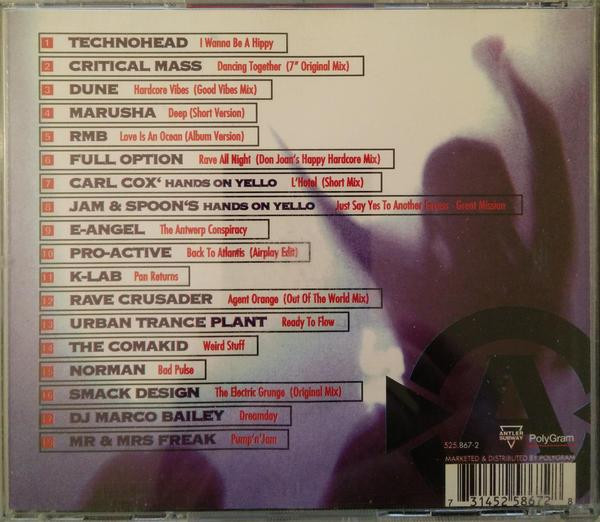 1 TECHNOHEAD I Wanna Be A Hippy
2 CRITICAL MASS Dancing Together (7" Original Mix)
3 DUNE Hardcore Vibes (Good Vibes Mix)
4 MARUSHA Deep (Short Version)
5 RMB Love Is An Ocean (Album Version)
6 FULL OPTION Rave All Night (Don Joan's Happy Hardcore Mix)
7 CARL COX' HANDS ON YELLO L'Hotel (Short Mix)
8 JAM & SPOON'S HANDS ON YELLO Just Say Yes To Another - Great Mission
9 E-ANGEL The Antwerp Conspiracy
10 PRO-ACTIVE Back To Atlantis (Airplay Edit)
11 K-LAB Pan Returns
12 RAVE CRUSADER Agent Orange (Out Of The World Mix)
13 URBAN TRANCE PLANT Ready To Flow
14 THE COMAKID Weird Stuff
15 NORMAN Bad Pulse
16 SMACK DESIGN The Electric Grunge (Original Mix)
17 DJ MARCO BAILEY Dreamday
18 MR & MRS FREAK Pump'n'Jam
A
525.867-2
ANTLER
SUBWAY
PolyGram
MARKETED & DISTRIBUTED BY POLYGRAM
7 31452 58672 8